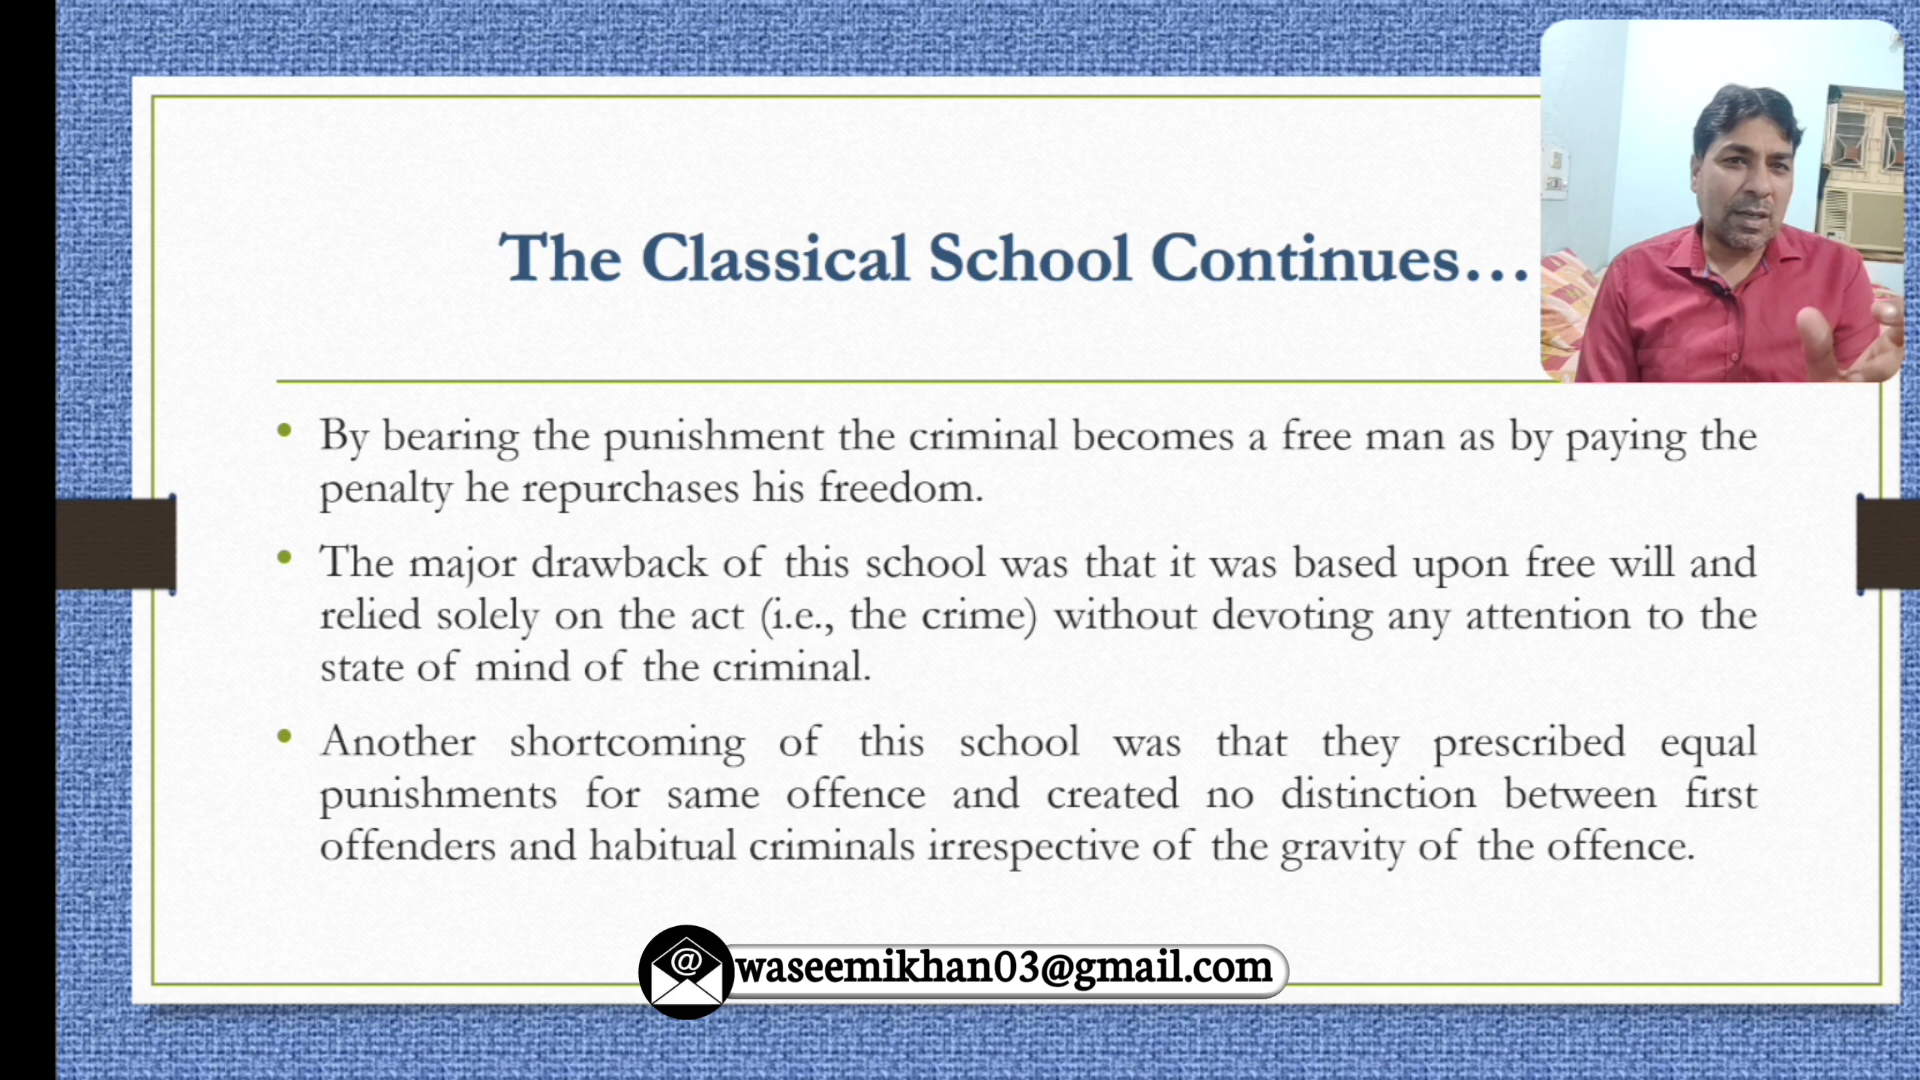 The Classical School Continues…
• By bearing the punishment the criminal becomes a free man as by paying the
penalty he repurchases his freedom.
• The major drawback of this school was that it was based upon free will and
relied solely on the act (i.e., the crime) without devoting any attention to the
state of mind of the criminal.
• Another shortcoming of this school was that they prescribed equal
punishments for same offence and created no distinction between first
offenders and habitual criminals irrespective of the gravity of the offence.
@ waseemikhan03@gmail.com